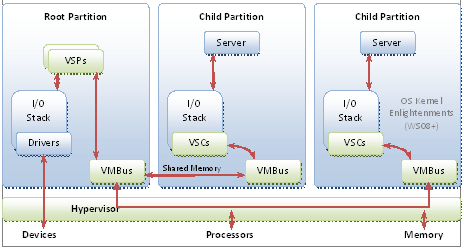 Root Partition
Child Partition
Child Partition
VSPs
Server
Server
I/O
Stack
Drivers
I/O
Stack
VSCs
I/O
Stack
VSCs
OS Kernel
Enlightenments
(WS08+)
VMBus
Shared Memory
VMBus
VMBus
Hypervisor
Devices
Processors
Memory